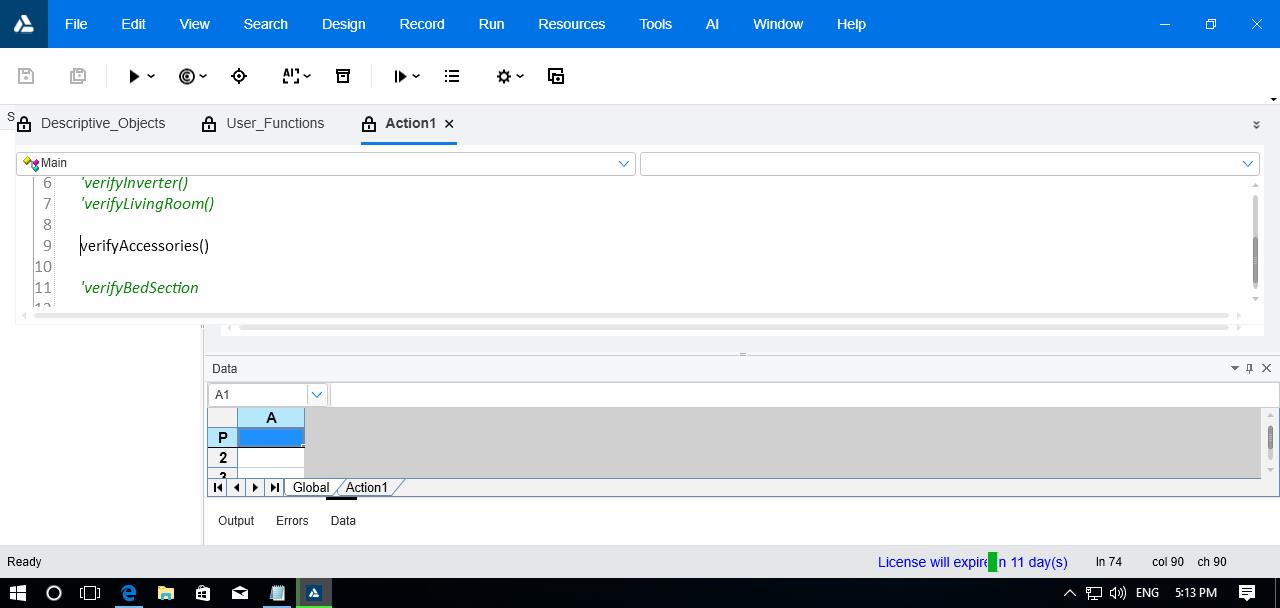 File Edit View Search Design Record Run Resources Tools AI Window Help
S
Descriptive_Objects User_Functions Action1
Main
6 'verifyInverter()
7 'verifyLivingRoom()
8
9 verifyAccessories()
10
11 'verifyBedSection
12
Data
A1
A
P
2
3
Global Action1
Output Errors Data
Ready License will expire in 11 day(s) ln 74 col 90 ch 90
ENG 5:13 PM